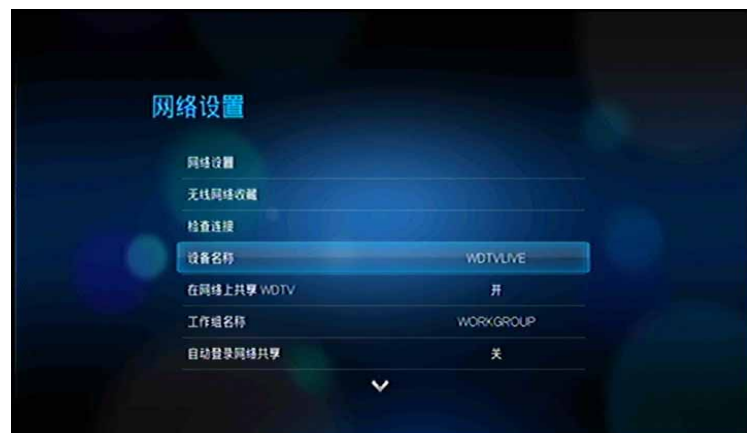 网络设置
网络设置
无线网络收藏
检查连接
设备名称 WDTVLIVE
在网络上共享 WDTV 开
工作组名称 WORKGROUP
自动登录网络共享 关